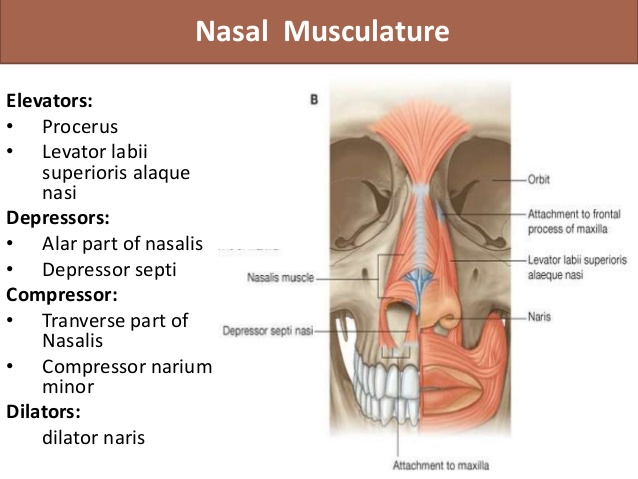 Nasal Musculature
Elevators:
• Procerus
• Levator labii
superioris alaque
nasi
Depressors:
• Alar part of nasalis
• Depressor septi
Compressor:
• Tranverse part of
Nasalis
• Compressor narium
minor
Dilators:
dilator naris
B
Orbit
Attachment to frontal
process of maxilla
Levator labii superioris
alaeque nasi
Nasalis muscle
Naris
Depressor septi nasi
Attachment to maxilla